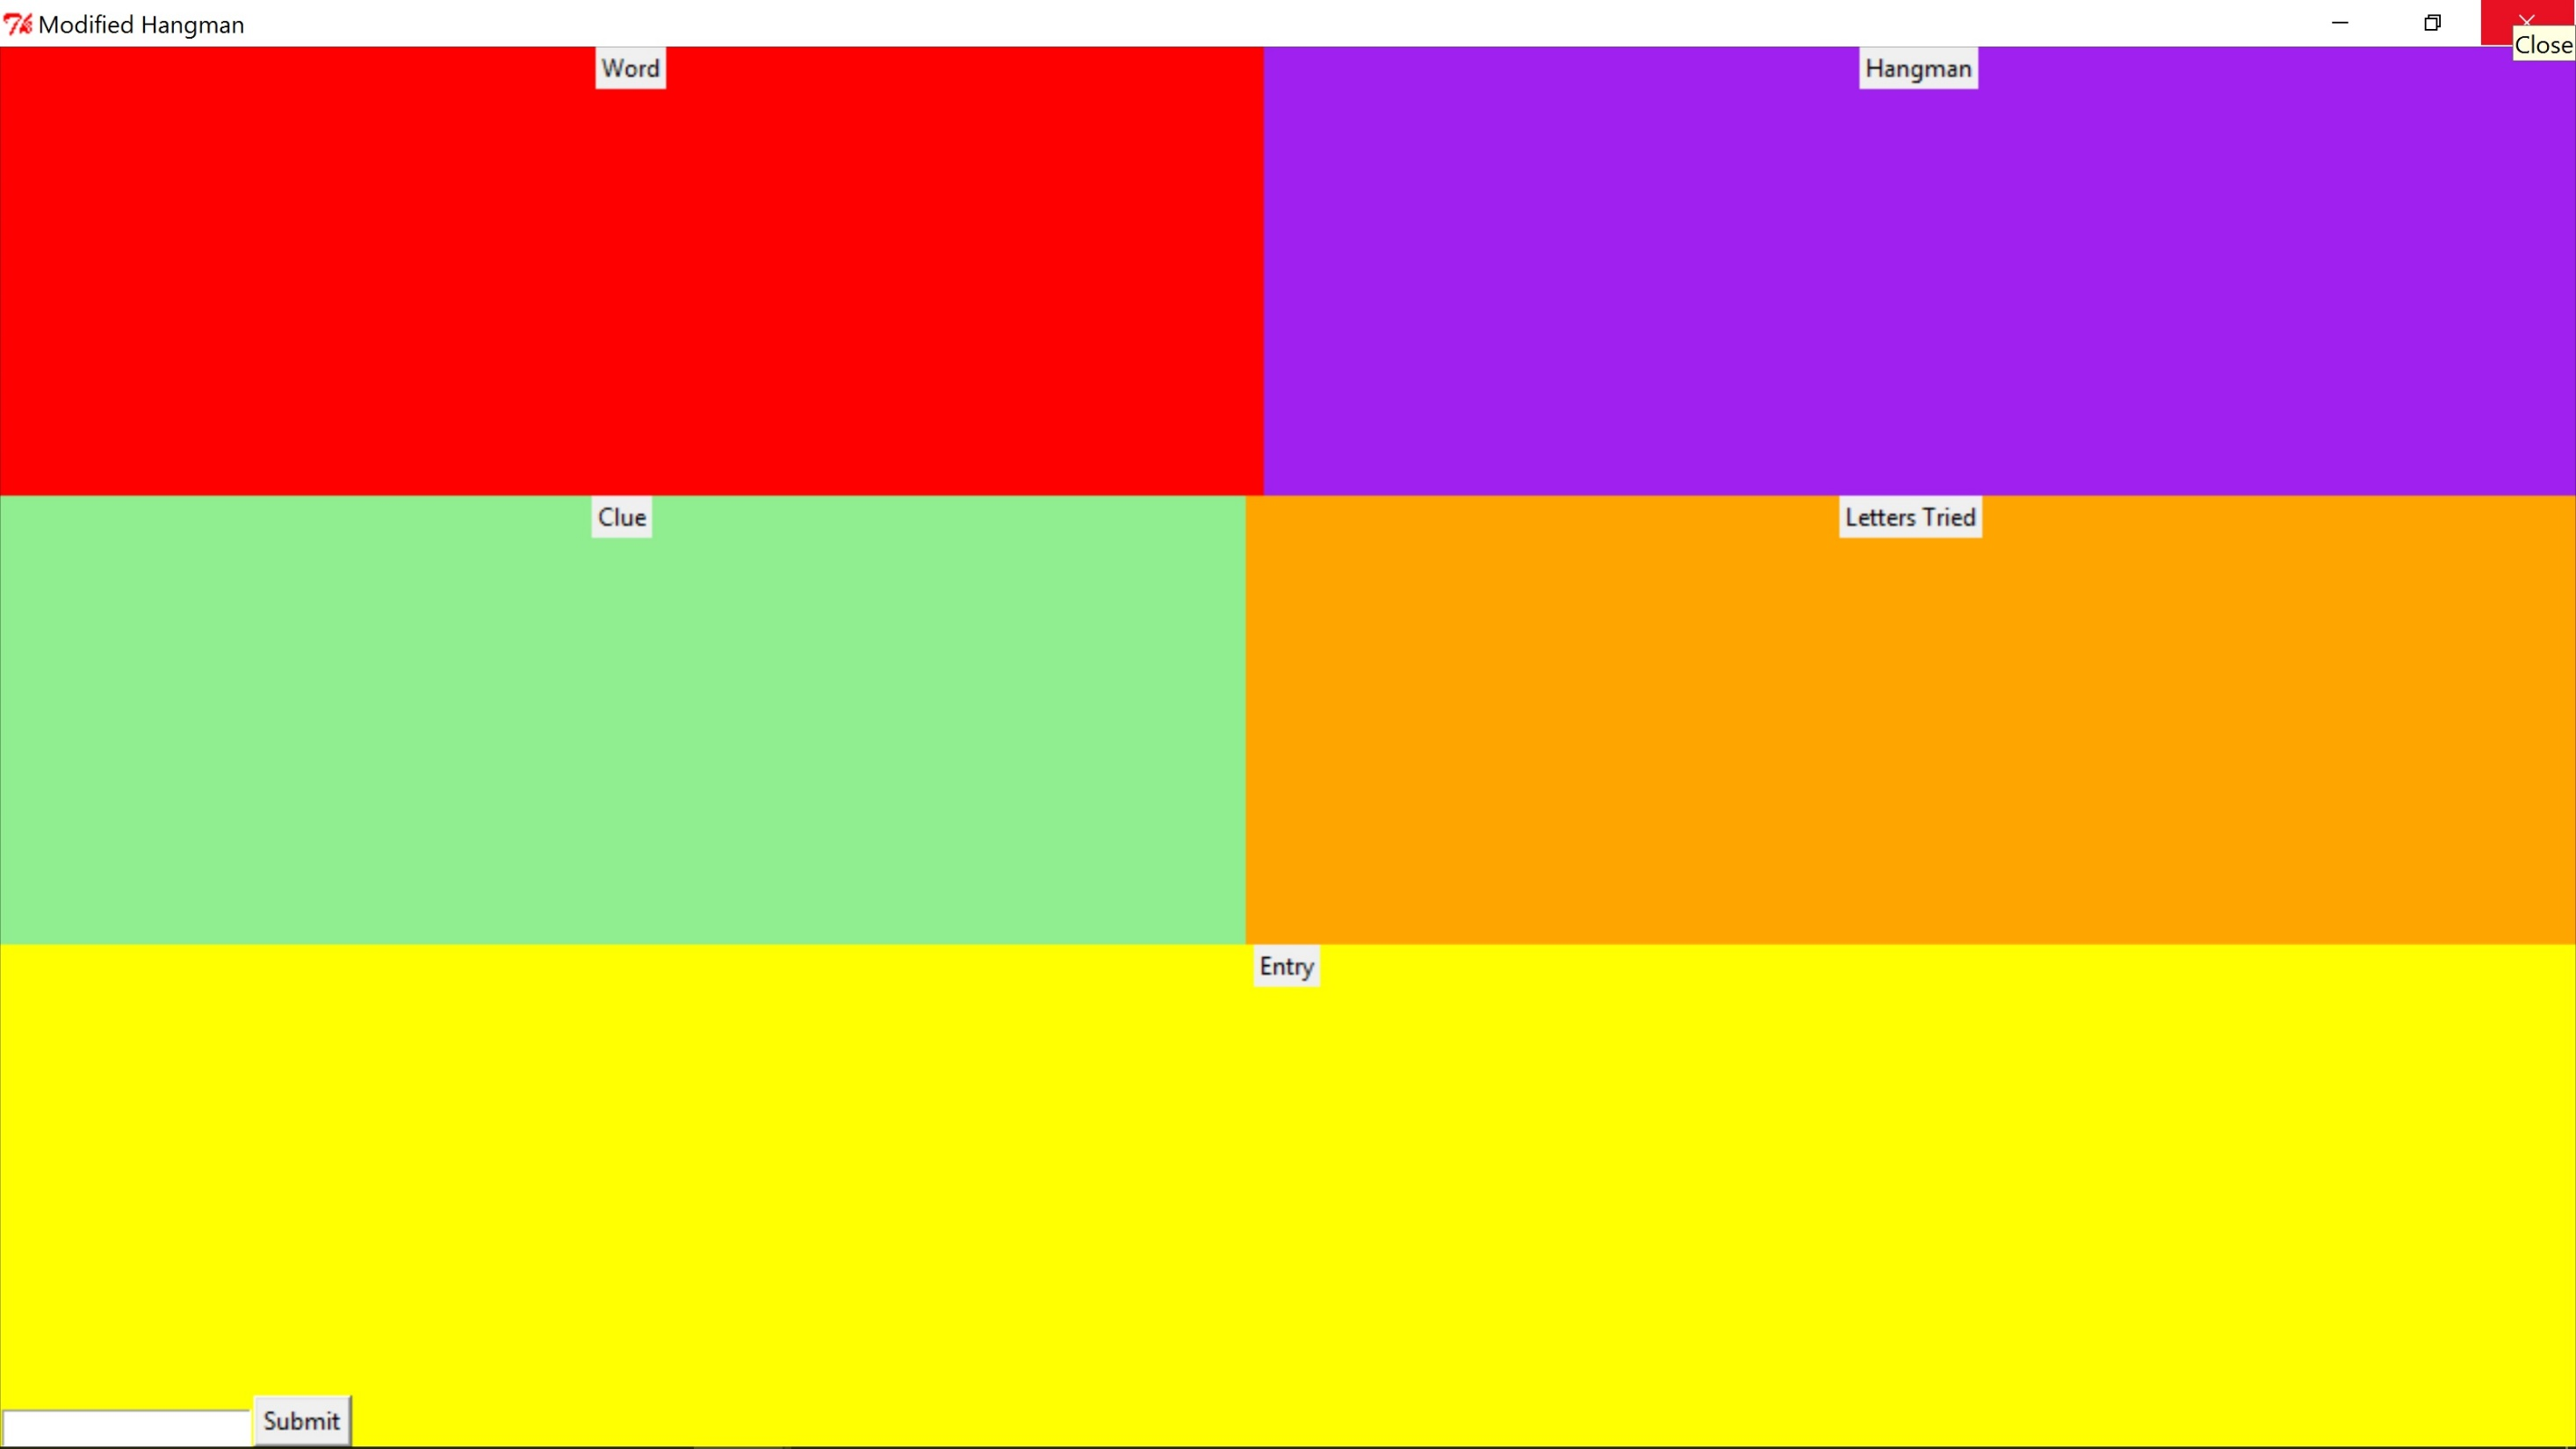 Modified Hangman
Close
Word
Hangman
Clue
Letters Tried
Entry
Submit